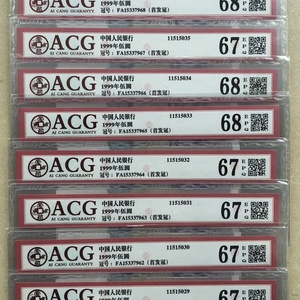 ACG
AI CANG GUARANTY
1999年伍圆
冠号：FA15337968（首发冠）
68 EPQ
ACG
AI CANG GUARANTY
中国人民银行
1999年伍圆
冠号：FA15337967（首发冠）
11515035
67 EPQ
ACG
AI CANG GUARANTY
中国人民银行
1999年伍圆
冠号：FA15337966（首发冠）
11515034
68 EPQ
ACG
AI CANG GUARANTY
中国人民银行
1999年伍圆
冠号：FA15337965（首发冠）
11515033
68 EPQ
ACG
AI CANG GUARANTY
中国人民银行
1999年伍圆
冠号：FA15337964（首发冠）
11515032
67 EPQ
ACG
AI CANG GUARANTY
中国人民银行
1999年伍圆
冠号：FA15337963（首发冠）
11515031
67 EPQ
ACG
AI CANG GUARANTY
中国人民银行
1999年伍圆
冠号：FA15337962（首发冠）
11515030
67 EPQ
ACG
中国人民银行
1999年伍圆
11515029
67 EPQ